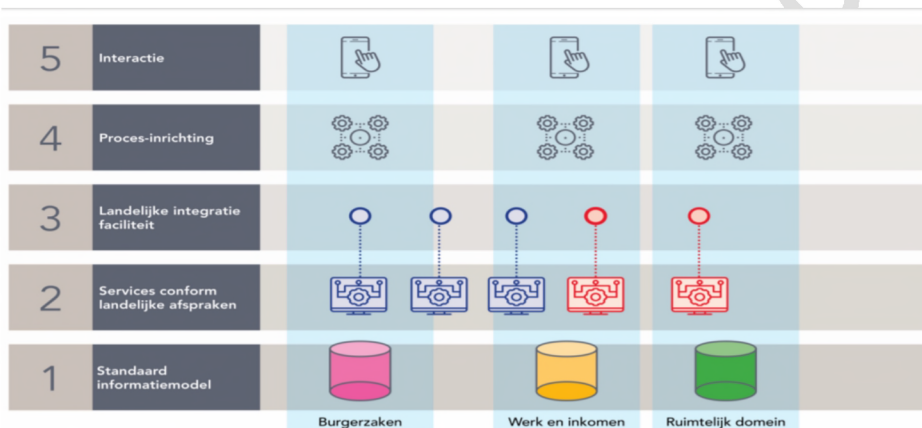 5
Interactie
4
Proces-inrichting
3
Landelijke integratie
faciliteit
2
Services conform
landelijke afspraken
1
Standaard
informatiemodel
Burgerzaken
Werk en inkomen
Ruimtelijk domein